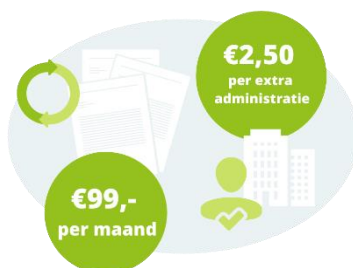 €2,50
per extra
administratie
€99,-
per maand